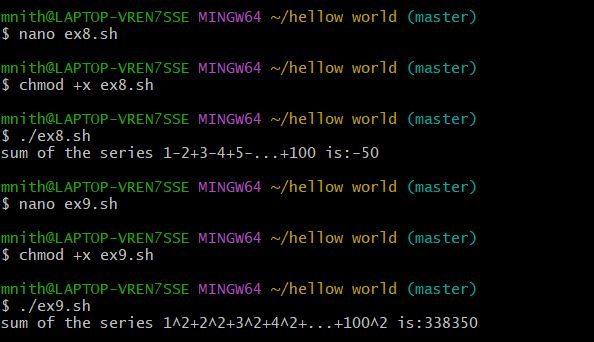 mnith@LAPTOP-VREN7SSE MINGW64 ~/hellow world (master)
$ nano ex8.sh
mnith@LAPTOP-VREN7SSE MINGW64 ~/hellow world (master)
$ chmod +x ex8.sh
mnith@LAPTOP-VREN7SSE MINGW64 ~/hellow world (master)
$ ./ex8.sh
sum of the series 1-2+3-4+5-...+100 is:-50
mnith@LAPTOP-VREN7SSE MINGW64 ~/hellow world (master)
$ nano ex9.sh
mnith@LAPTOP-VREN7SSE MINGW64 ~/hellow world (master)
$ chmod +x ex9.sh
mnith@LAPTOP-VREN7SSE MINGW64 ~/hellow world (master)
$ ./ex9.sh
sum of the series 1^2+2^2+3^2+4^2+...+100^2 is:338350